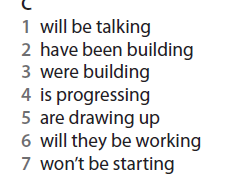 C
1 will be talking
2 have been building
3 were building
4 is progressing
5 are drawing up
6 will they be working
7 won't be starting